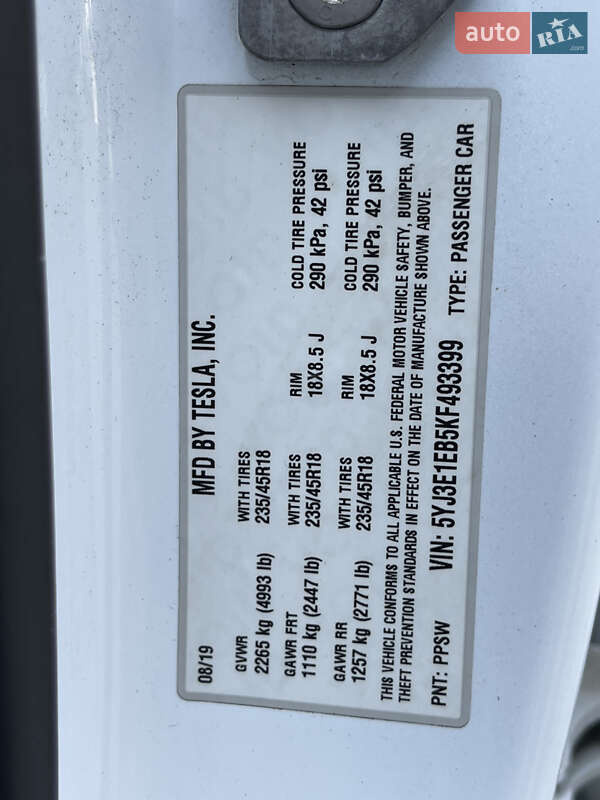 auto RIA.com
08/19 MFD BY TESLA, INC.
GVWR WITH TIRES
2265 kg (4993 lb) 235/45R18
GAWR FRT WITH TIRES RIM COLD TIRE PRESSURE
1110 kg (2447 lb) 235/45R18 18X8.5 J 290 kPa, 42 psi
GAWR RR WITH TIRES RIM COLD TIRE PRESSURE
1257 kg (2771 lb) 235/45R18 18X8.5 J 290 kPa, 42 psi
THIS VEHICLE CONFORMS TO ALL APPLICABLE U.S. FEDERAL MOTOR VEHICLE SAFETY, BUMPER, AND
THEFT PREVENTION STANDARDS IN EFFECT ON THE DATE OF MANUFACTURE SHOWN ABOVE.
PNT: PPSW VIN: 5YJ3E1EB5KF493399 TYPE: PASSENGER CAR